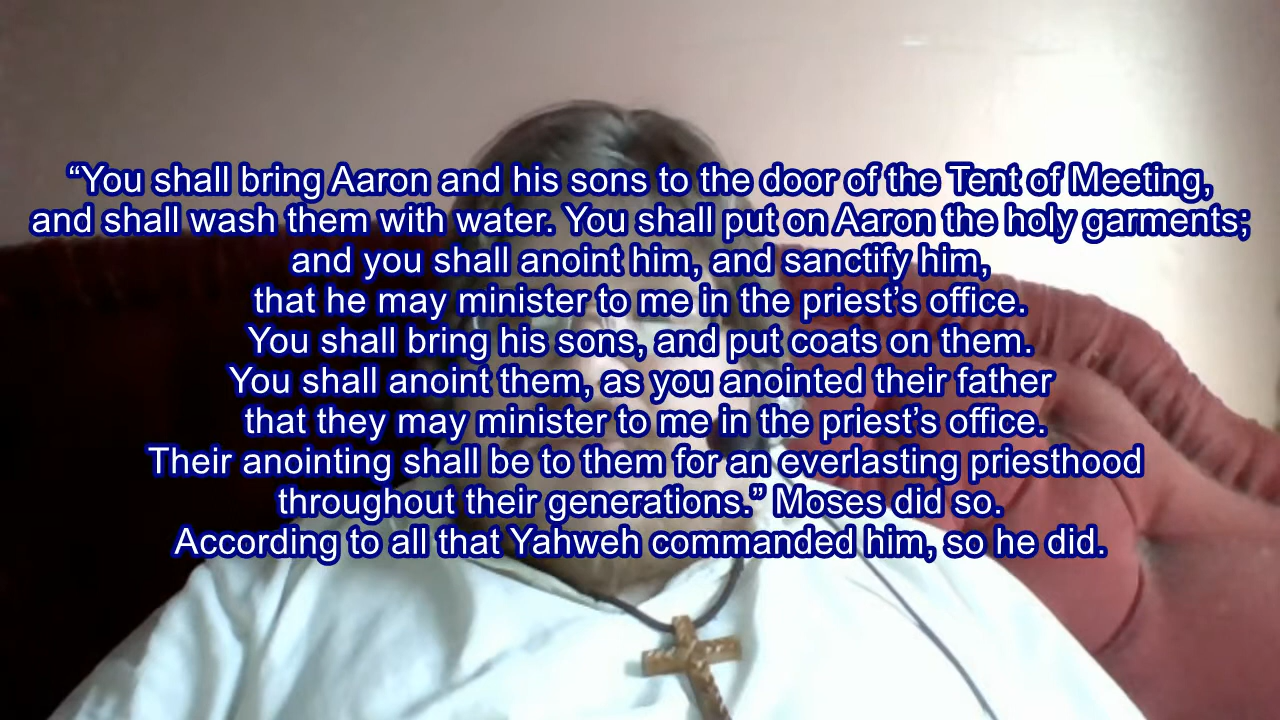 “You shall bring Aaron and his sons to the door of the Tent of Meeting,
and shall wash them with water. You shall put on Aaron the holy garments;
and you shall anoint him, and sanctify him,
that he may minister to me in the priest’s office.
You shall bring his sons, and put coats on them.
You shall anoint them, as you anointed their father
that they may minister to me in the priest’s office.
Their anointing shall be to them for an everlasting priesthood
throughout their generations.” Moses did so.
According to all that Yahweh commanded him, so he did.